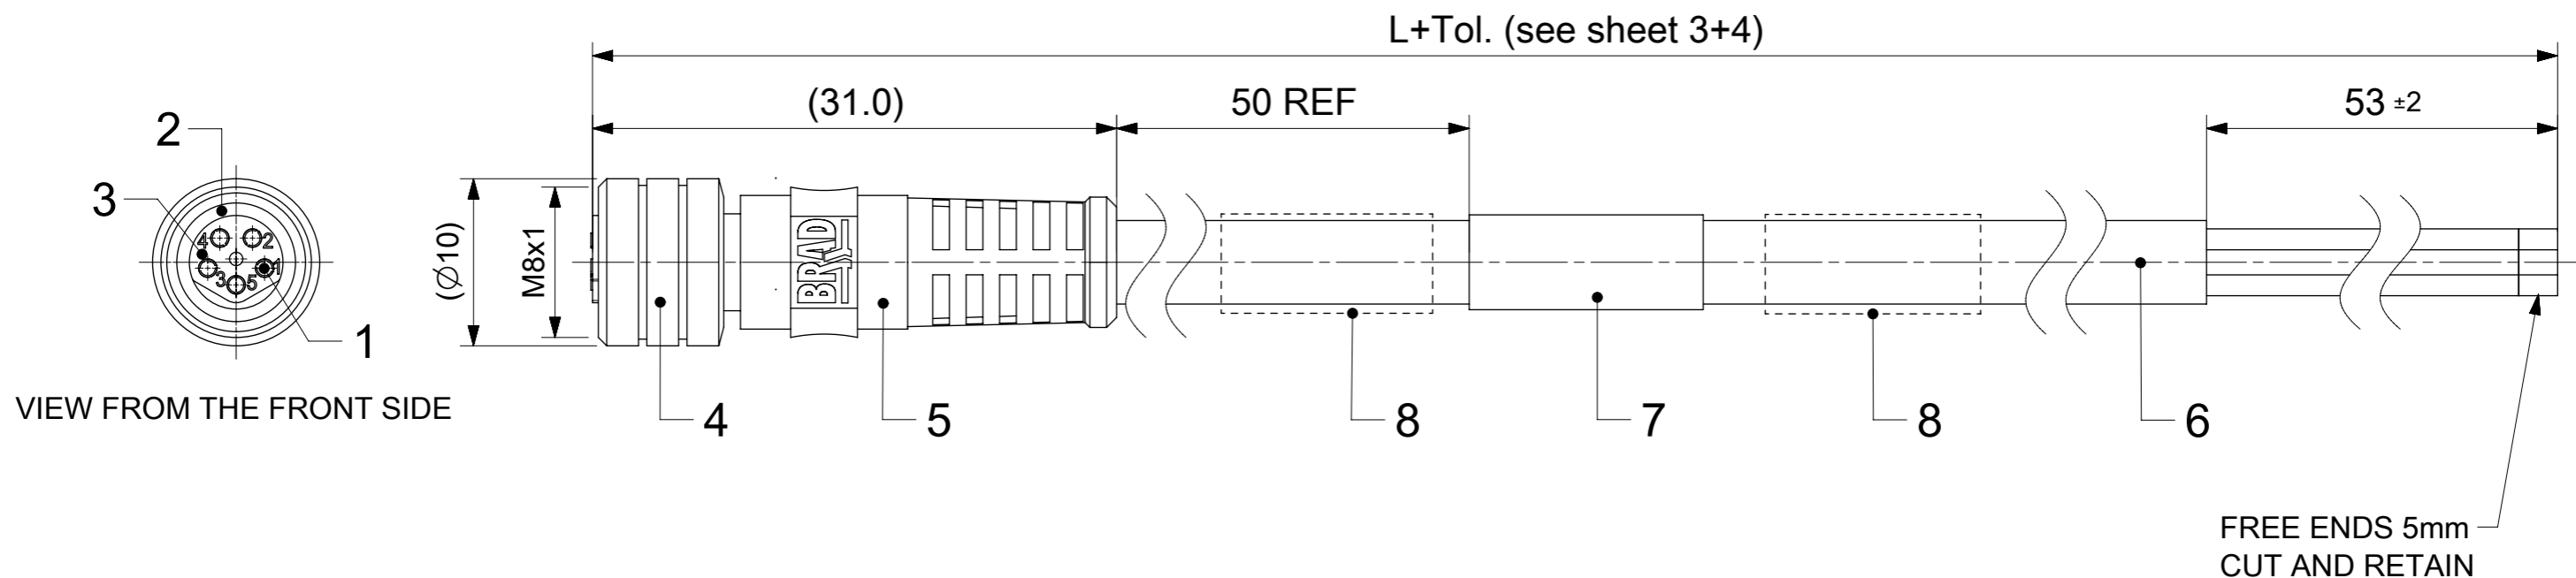 L+Tol. (see sheet 3+4)
(31.0)
50 REF
53 ±2
2
3
4
2
1
3
5
1
(∅10)
M8x1
BRAD
VIEW FROM THE FRONT SIDE
4
5
8
7
8
6
FREE ENDS 5mm
CUT AND RETAIN